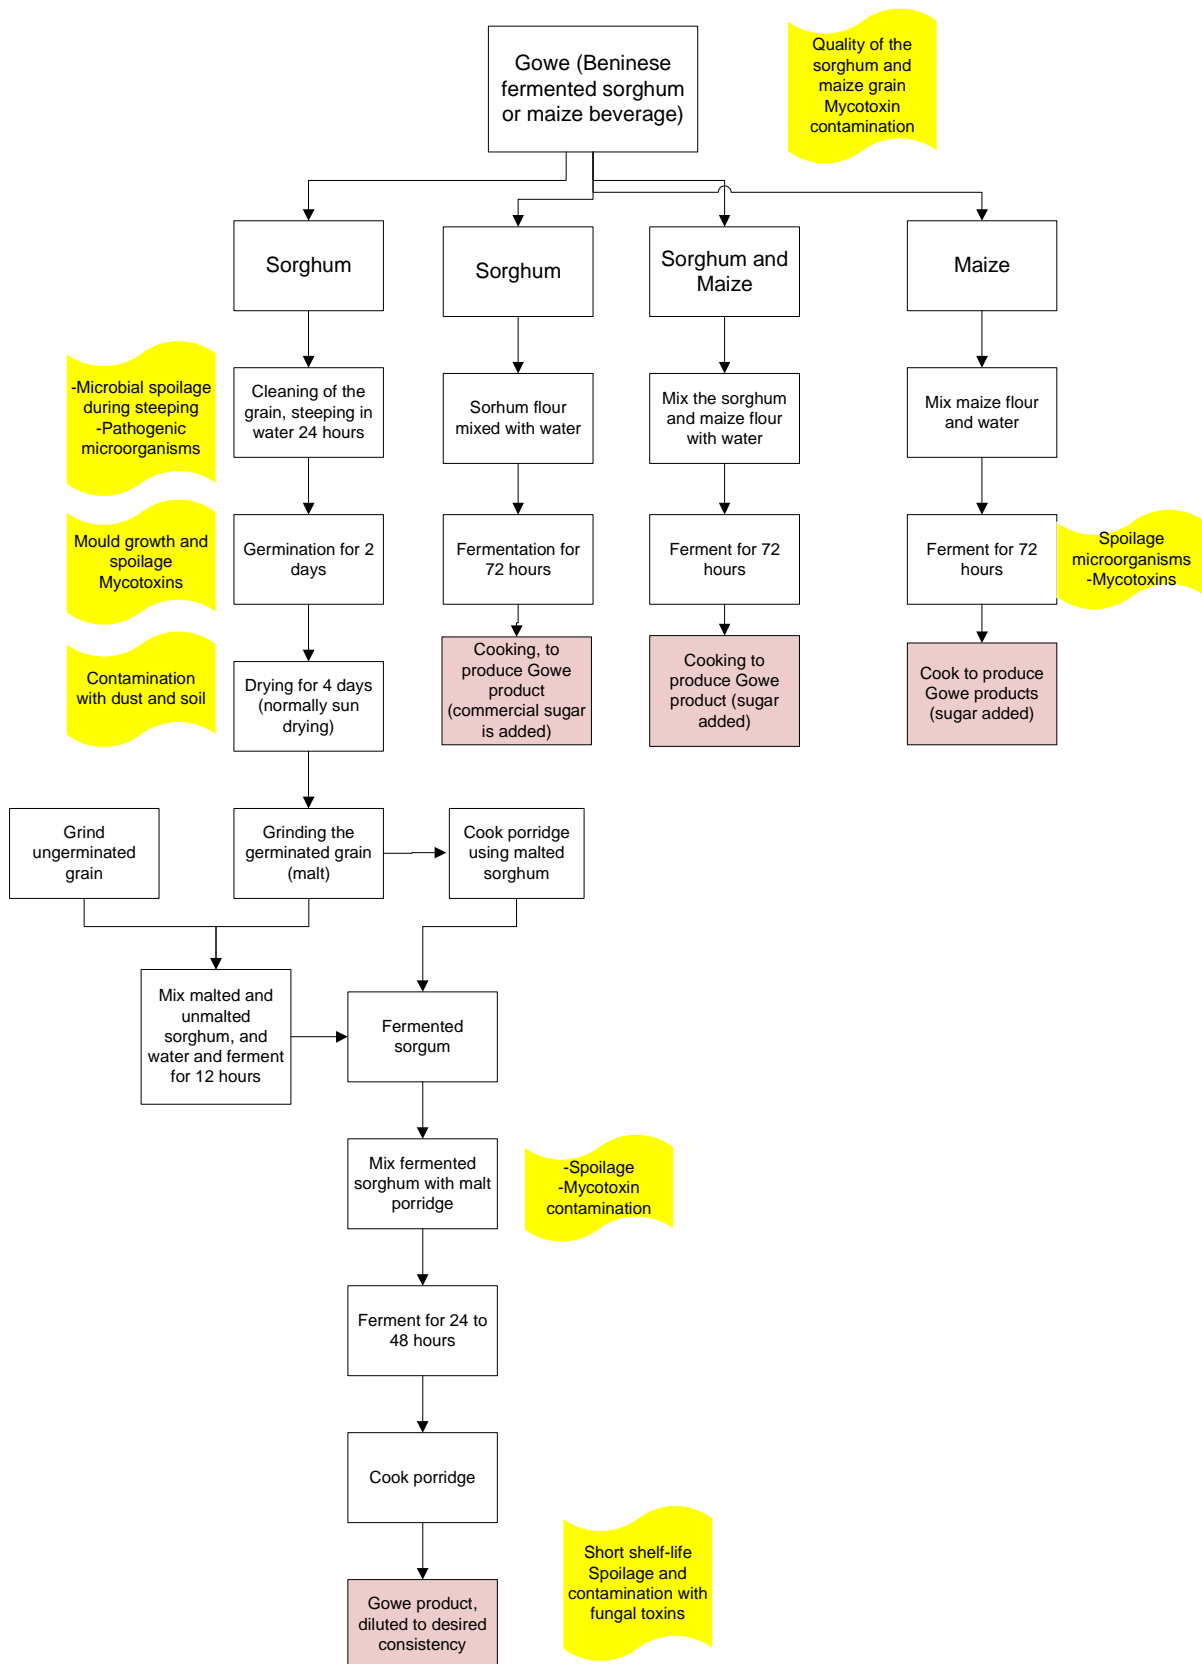 Gowe (Beninese
fermented sorghum
or maize beverage)
Quality of the
sorghum and
maize grain
Mycotoxin
contamination
Sorghum
Sorghum
Sorghum and
Maize
Maize
-Microbial spoilage
during steeping
-Pathogenic
microorganisms
Cleaning of the
grain, steeping in
water 24 hours
Sorhum flour
mixed with water
Mix the sorghum
and maize flour
with water
Mix maize flour
and water
Mould growth and
spoilage
Mycotoxins
Germination for 2
days
Fermentation for
72 hours
Ferment for 72
hours
Ferment for 72
hours
Spoilage
microorganisms
-Mycotoxins
Contamination
with dust and soil
Drying for 4 days
(normally sun
drying)
Cooking, to
produce Gowe
product
(commercial sugar
is added)
Cooking to
produce Gowe
product (sugar
added)
Cook to produce
Gowe products
(sugar added)
Grind
ungerminated
grain
Grinding the
germinated grain
(malt)
Cook porridge
using malted
sorghum
Mix malted and
unmalted
sorghum, and
water and ferment
for 12 hours
Fermented
sorgum
Mix fermented
sorghum with malt
porridge
-Spoilage
-Mycotoxin
contamination
Ferment for 24 to
48 hours
Cook porridge
Short shelf-life
Spoilage and
contamination with
fungal toxins
Gowe product,
diluted to desired
consistency